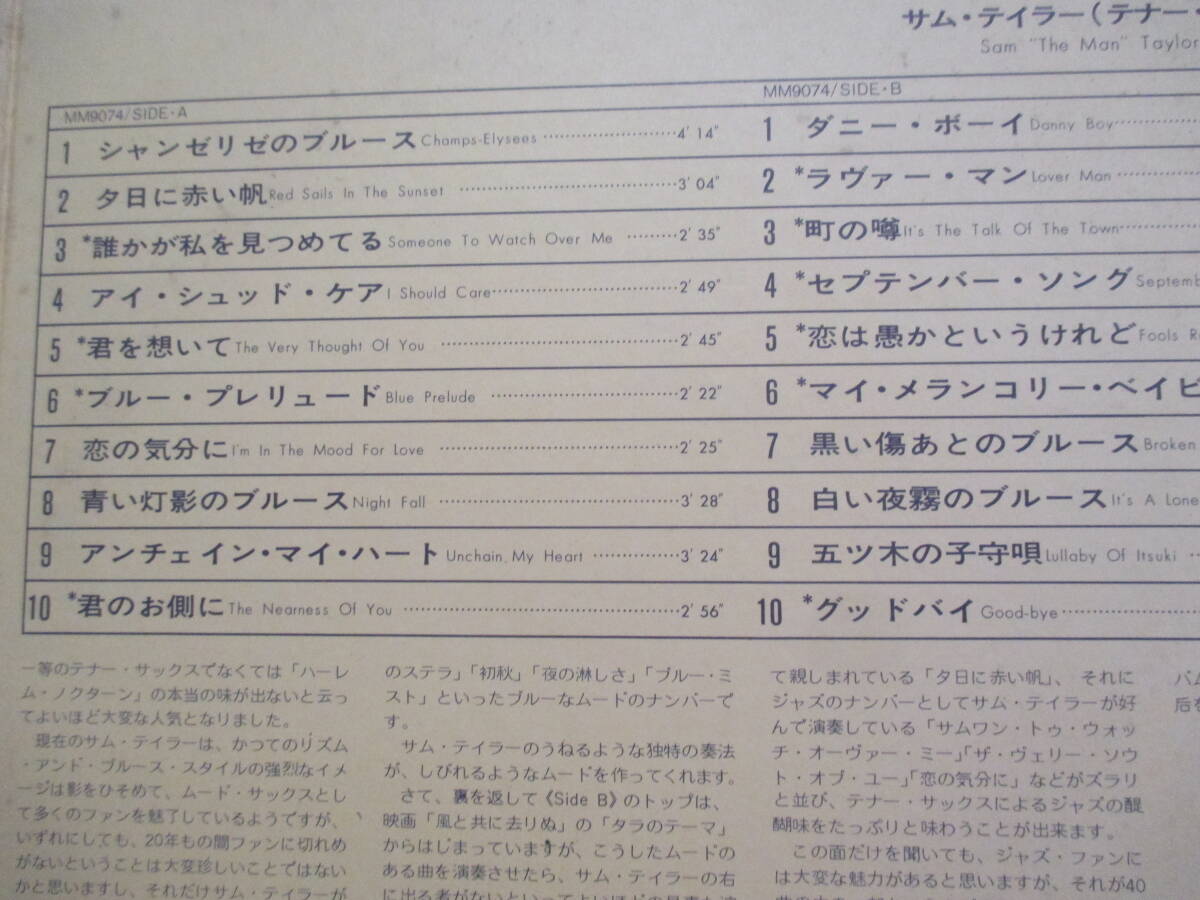 サム・テイラー(テナー・
Sam "The Man" Taylor
MM9074/SIDE・A
1 シャンゼリゼのブルース Champs-Elysees 4′14″
2 夕日に赤い帆 Red Sails In The Sunset 3′04″
3 *誰かが私を見つめてる Someone To Watch Over Me 2′35″
4 アイ・シュッド・ケア I Should Care 2′49″
5 *君を想いて The Very Thought Of You 2′45″
6 *ブルー・プレリュード Blue Prelude 2′22″
7 恋の気分に I'm In The Mood For Love 2′25″
8 青い灯影のブルース Night Fall 3′28″
9 アンチェイン・マイ・ハート Unchain My Heart 3′24″
10 *君のお側に The Nearness Of You 2′56″
MM9074/SIDE・B
1 ダニー・ボーイ Danny Boy
2 *ラヴァー・マン Lover Man
3 *町の噂 It's The Talk Of The Town
4 *セプテンバー・ソング Septemb
5 *恋は愚かというけれど Fools R
6 *マイ・メランコリー・ベイビ
7 黒い傷あとのブルース Broken
8 白い夜霧のブルース It's A Lone
9 五ツ木の子守唄 Lullaby Of Itsuki
10 *グッドバイ Good-bye
一等のテナー・サックスでなくては「ハーレ
ム・ノクターン」の本当の味が出ないと云っ
てよいほど大変な人気となりました。
現在のサム・テイラーは、かつてのリズム
・アンド・ブルース・スタイルの強烈なイメ
ージは影をひそめて、ムード・サックスとし
て多くのファンを魅了しているようですが、
いずれにしても、20年もの間ファンに切れめ
がないということは大変珍しいことではない
かと思いますし、それだけサム・テイラーが
のステラ」「初秋」「夜の淋しさ」「ブルー・ミ
スト」といったブルーなムードのナンバーで
す。
サム・テイラーのうねるような独特の奏法
が、しびれるようなムードを作ってくれます。
さて、裏を返して《Side B》のトップは、
映画「風と共に去りぬ」の「タラのテーマ」
からはじまっていますが、こうしたムードの
ある曲を演奏させたら、サム・テイラーの右
に出る者がないといってよいほどの
て親しまれている「夕日に赤い帆」、それに
ジャズのナンバーとしてサム・テイラーが好
んで演奏している「サムワン・トゥ・ウォッ
チ・オーヴァー・ミー」「ザ・ヴェリー・ソウ
ト・オブ・ユー」「恋の気分に」などがズラリ
と並び、テナー・サックスによるジャズの醍
醐味をたっぷりと味わうことが出来ます。
この面だけを聞いても、ジャズ・ファンに
は大変な魅力があると思いますが、それが40
バム
后を